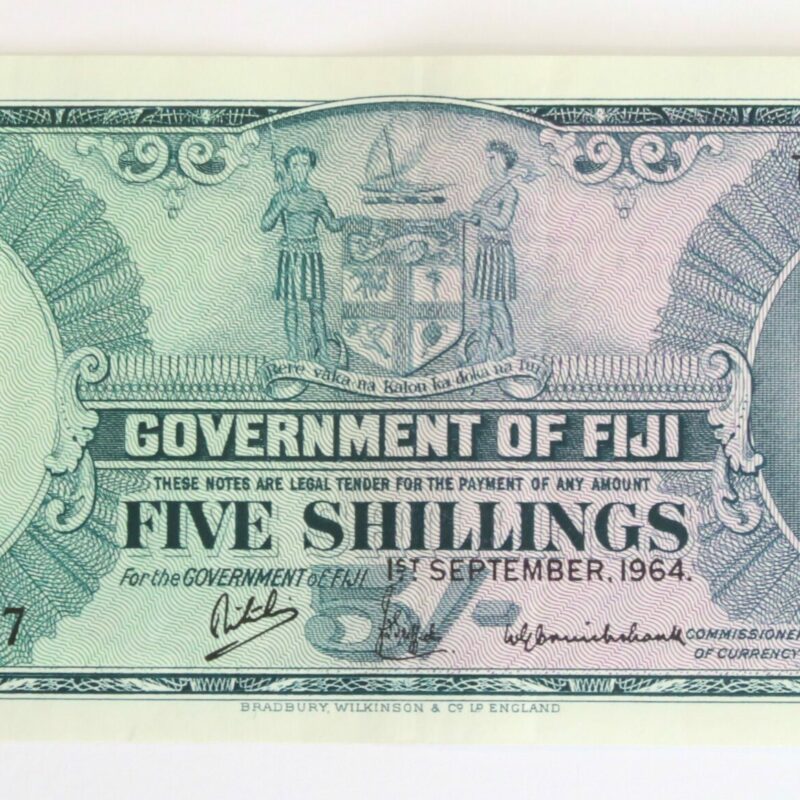 Rere vaka na Kalou ka doka na Tui
GOVERNMENT OF FIJI
THESE NOTES ARE LEGAL TENDER FOR THE PAYMENT OF ANY AMOUNT
FIVE SHILLINGS
For the GOVERNMENT of FIJI 1ST SEPTEMBER, 1964.
7
5/-
COMMISSIONER
OF CURRENCY
BRADBURY, WILKINSON & Co. Ld. ENGLAND